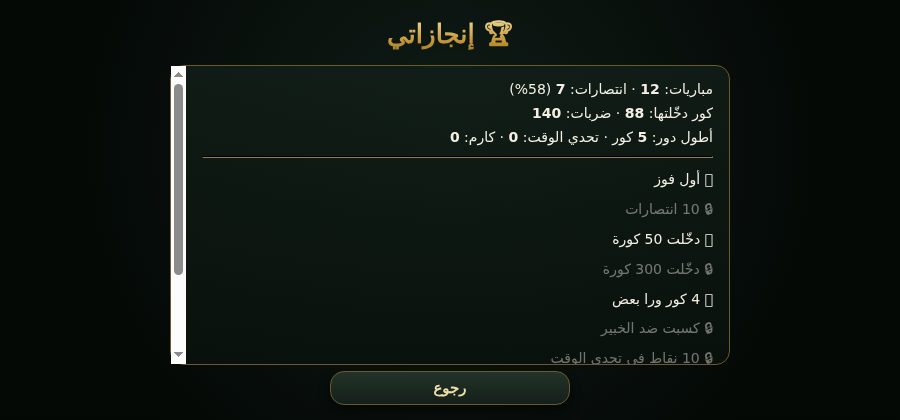 🏆 إنجازاتي
مباريات: 12 · انتصارات: 7 (58%)
كور دخّلتها: 88 · ضربات: 140
أطول دور: 5 كور · تحدي الوقت: 0 · كارم: 0
أول فوز
🔒 10 انتصارات
دخّلت 50 كورة
🔒 دخّلت 300 كورة
4 كور ورا بعض
🔒 كسبت ضد الخبير
🔒 10 نقاط في تحدي الوقت
رجوع